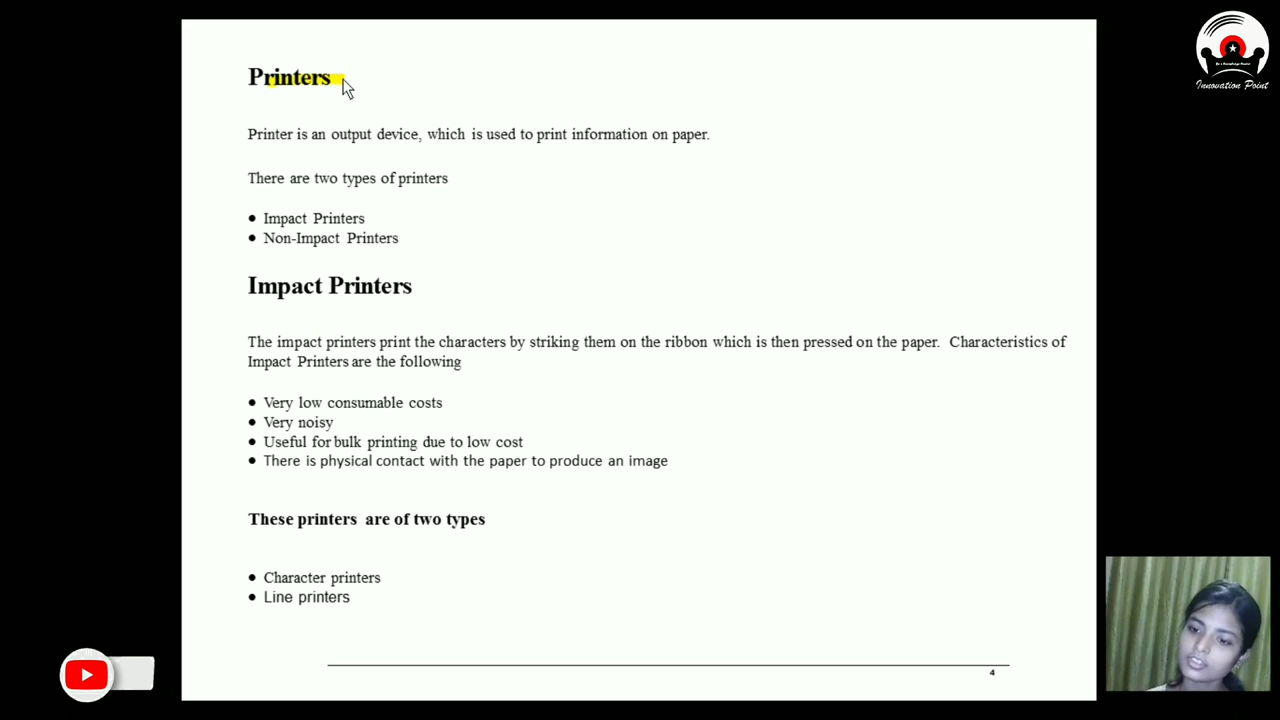 Printers
Printer is an output device, which is used to print information on paper.
There are two types of printers
● Impact Printers
● Non-Impact Printers
Impact Printers
The impact printers print the characters by striking them on the ribbon which is then pressed on the paper. Characteristics of
Impact Printers are the following
● Very low consumable costs
● Very noisy
● Useful for bulk printing due to low cost
● There is physical contact with the paper to produce an image
These printers are of two types
● Character printers
● Line printers
4
Innovation Point